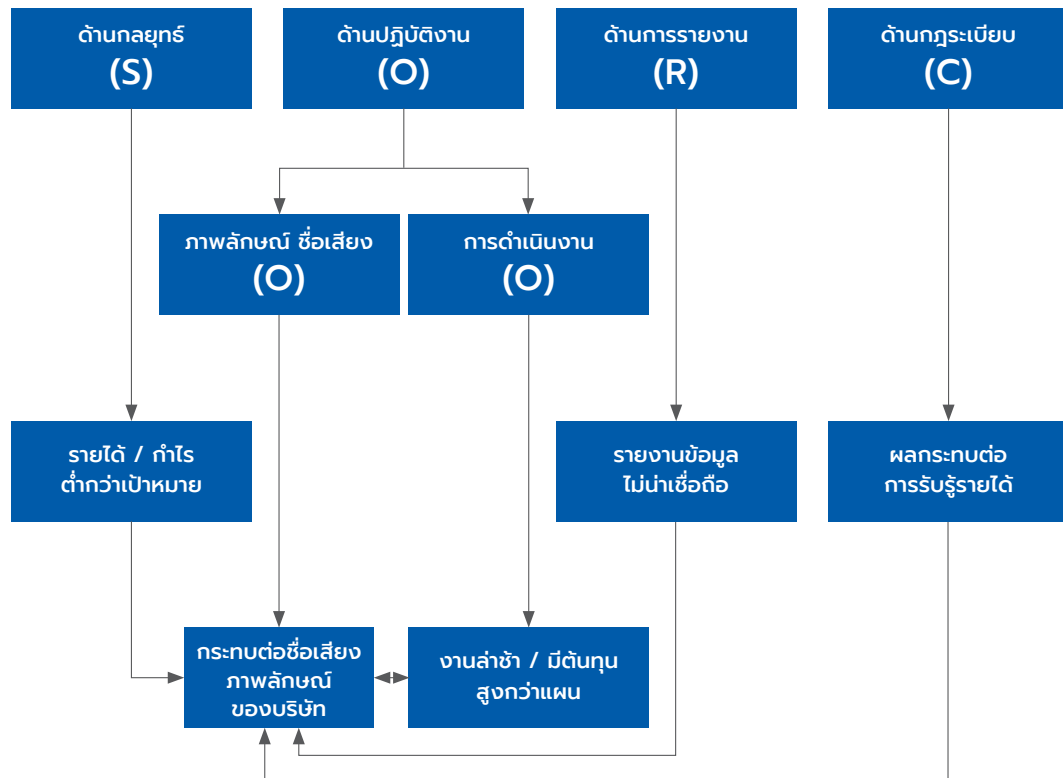 ด้านกลยุทธ์
(S)
ด้านปฏิบัติงาน
(O)
ด้านการรายงาน
(R)
ด้านกฎระเบียบ
(C)
ภาพลักษณ์ ชื่อเสียง
(O)
การดำเนินงาน
(O)
รายได้ / กำไร
ต่ำกว่าเป้าหมาย
รายงานข้อมูล
ไม่น่าเชื่อถือ
ผลกระทบต่อ
การรับรู้รายได้
กระทบต่อชื่อเสียง
ภาพลักษณ์
ของบริษัท
งานล่าช้า / มีต้นทุน
สูงกว่าแผน